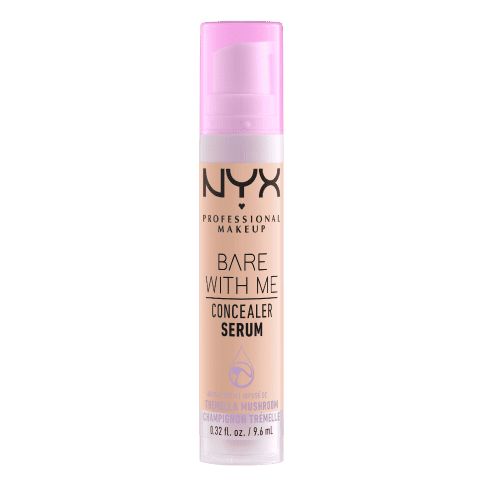 NYX
PROFESSIONAL
MAKEUP
BARE
WITH ME
CONCEALER
SERUM
TREMELLA MUSHROOM
CHAMPIGNON TREMELLE
0.32 fl. oz. / 9.6 mL